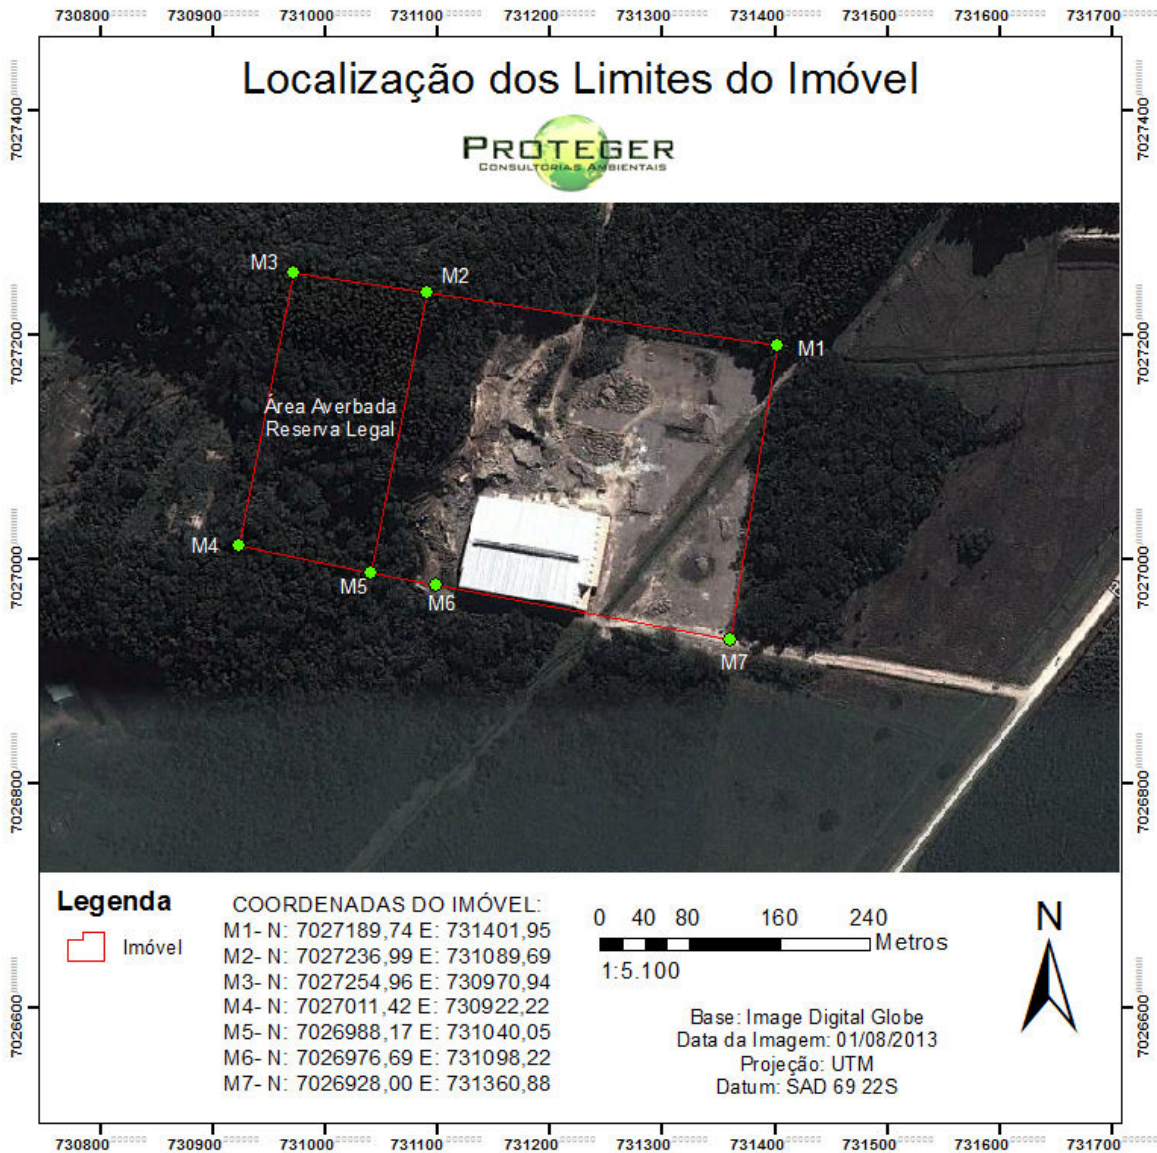 730800 730900 731000 731100 731200 731300 731400 731500 731600 731700
Localização dos Limites do Imóvel
PROTEGER
CONSULTORIAS AMBIENTAIS
7027400 7027400
M3
M2
7027200 7027200
M1
Área Averbada
Reserva Legal
M4
7027000 7027000
M5
M6
M7
7026800 7026800
Legenda
Imóvel
COORDENADAS DO IMÓVEL:
M1- N: 7027189,74 E: 731401,95
M2- N: 7027236,99 E: 731089,69
M3- N: 7027254,96 E: 730970,94
M4- N: 7027011,42 E: 730922,22
M5- N: 7026988,17 E: 731040,05
M6- N: 7026976,69 E: 731098,22
M7- N: 7026928,00 E: 731360,88
0 40 80 160 240
Metros
1:5.100
N
7026600 7026600
Base: Image Digital Globe
Data da Imagem: 01/08/2013
Projeção: UTM
Datum: SAD 69 22S
730800 730900 731000 731100 731200 731300 731400 731500 731600 731700